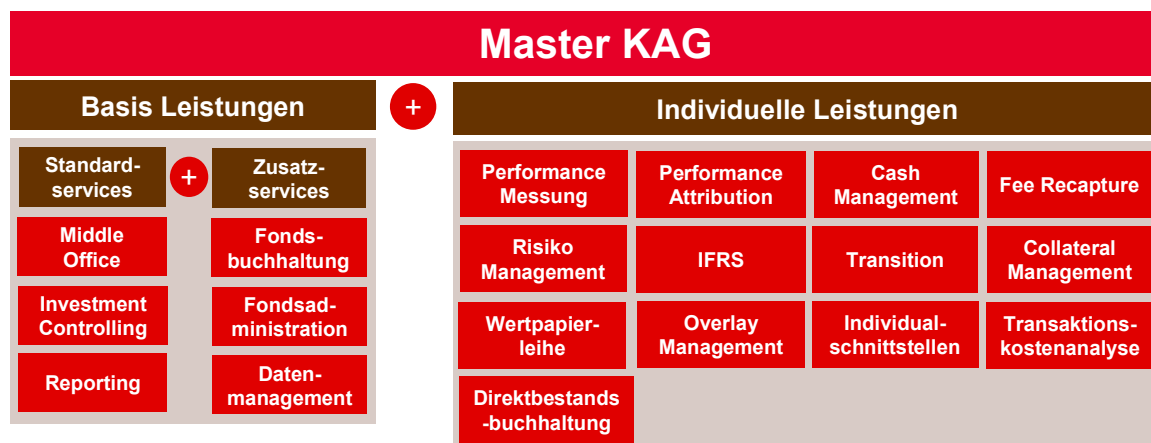 Master KAG
Basis Leistungen
+
Individuelle Leistungen
Standard-
services
+
Zusatz-
services
Middle
Office
Fonds-
buchhaltung
Investment
Controlling
Fondsad-
ministration
Reporting
Daten-
management
Performance
Messung
Performance
Attribution
Cash
Management
Fee Recapture
Risiko
Management
IFRS
Transition
Collateral
Management
Wertpapier-
leihe
Overlay
Management
Individual-
schnittstellen
Transaktions-
kostenanalyse
Direktbestands
-buchhaltung